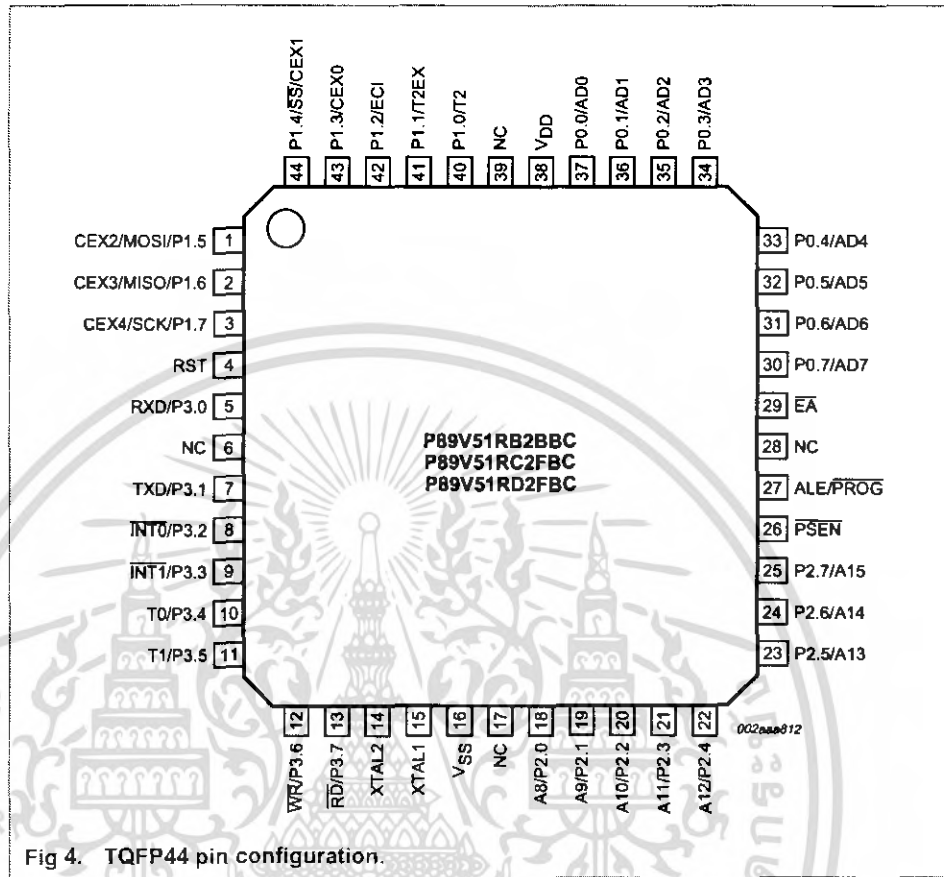 44 P1.4/S̅S̅/CEX1
43 P1.3/CEX0
42 P1.2/ECI
41 P1.1/T2EX
40 P1.0/T2
39 NC
38 VDD
37 P0.0/AD0
36 P0.1/AD1
35 P0.2/AD2
34 P0.3/AD3
CEX2/MOSI/P1.5 1
CEX3/MISO/P1.6 2
CEX4/SCK/P1.7 3
RST 4
RXD/P3.0 5
NC 6
TXD/P3.1 7
I̅N̅T̅0̅/P3.2 8
I̅N̅T̅1̅/P3.3 9
T0/P3.4 10
T1/P3.5 11
33 P0.4/AD4
32 P0.5/AD5
31 P0.6/AD6
30 P0.7/AD7
29 E̅A̅
28 NC
27 ALE/P̅R̅O̅G̅
26 P̅S̅E̅N̅
25 P2.7/A15
24 P2.6/A14
23 P2.5/A13
P89V51RB2BBC
P89V51RC2FBC
P89V51RD2FBC
12 W̅R̅/P3.6
13 R̅D̅/P3.7
14 XTAL2
15 XTAL1
16 VSS
17 NC
18 A8/P2.0
19 A9/P2.1
20 A10/P2.2
21 A11/P2.3
22 A12/P2.4
002aaa812
Fig 4. TQFP44 pin configuration.